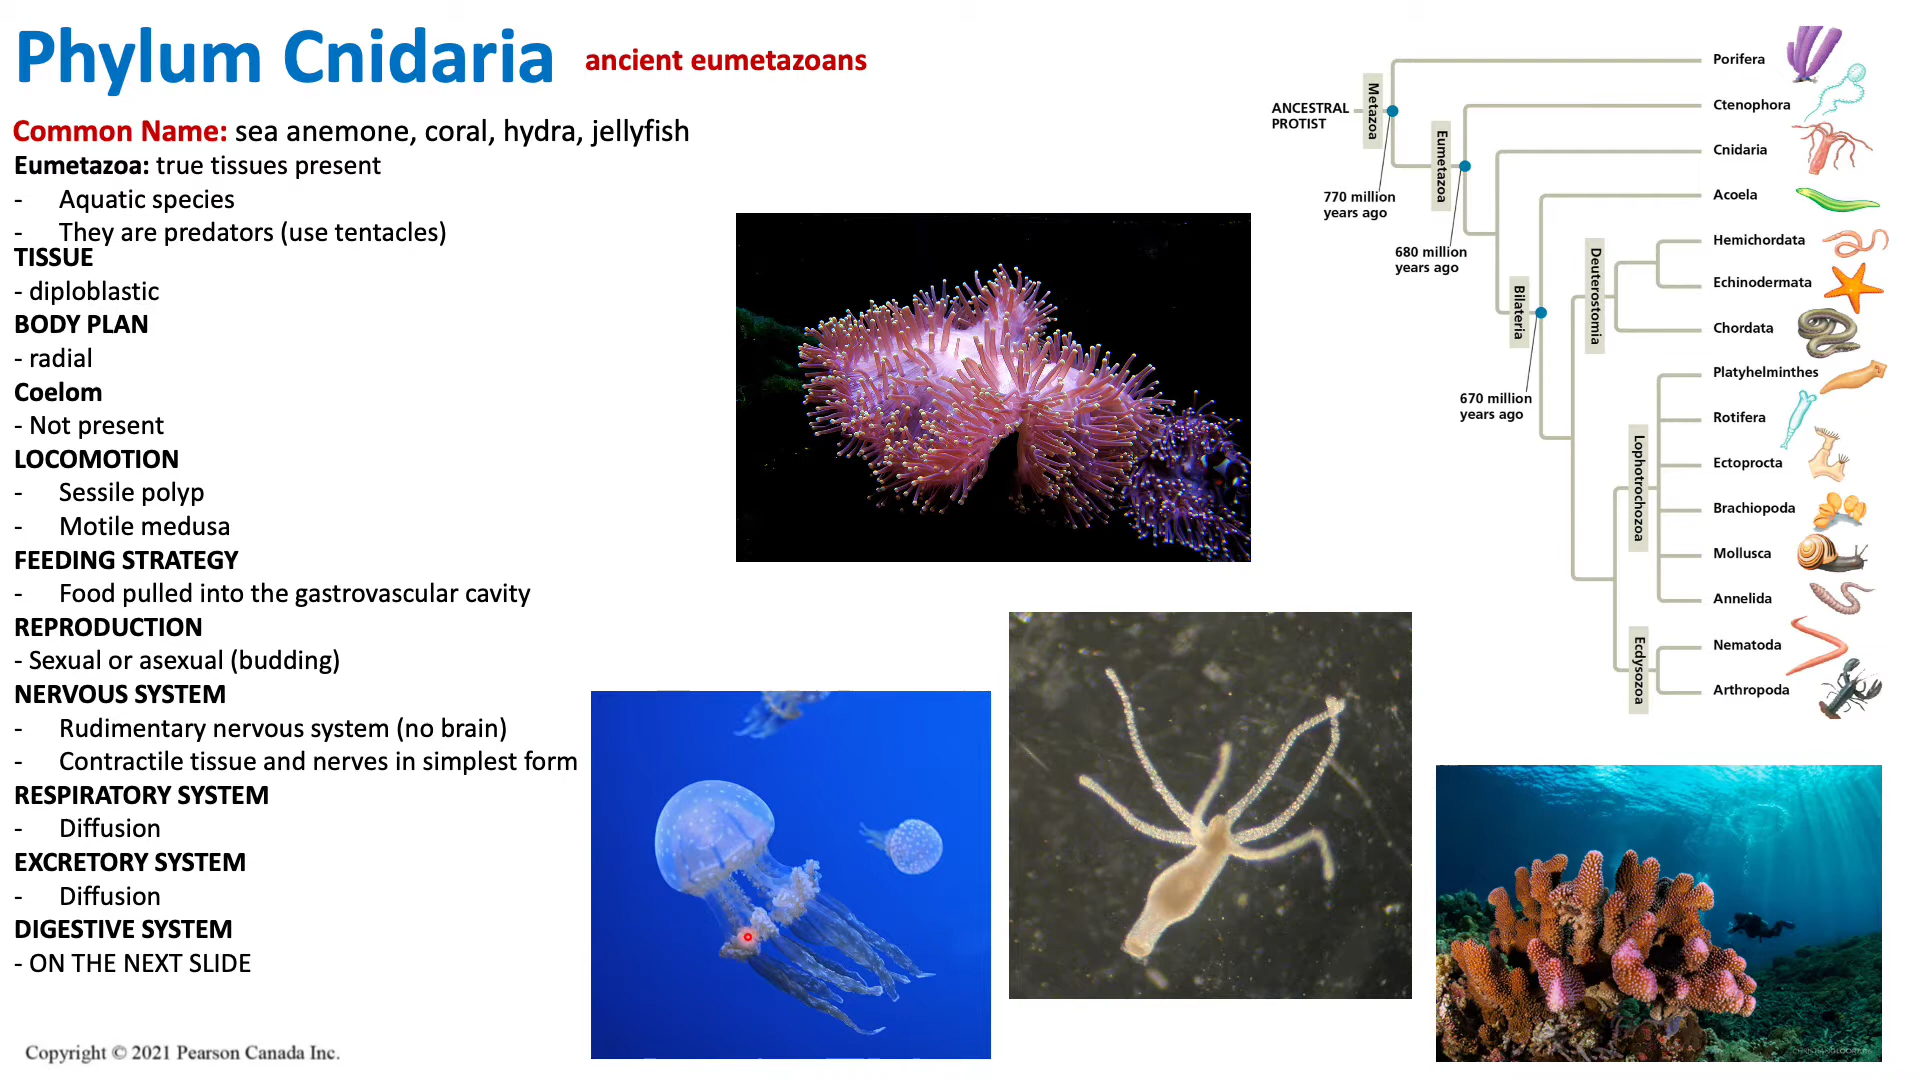 Phylum Cnidaria ancient eumetazoans
Common Name: sea anemone, coral, hydra, jellyfish
Eumetazoa: true tissues present
- Aquatic species
- They are predators (use tentacles)
TISSUE
- diploblastic
BODY PLAN
- radial
Coelom
- Not present
LOCOMOTION
- Sessile polyp
- Motile medusa
FEEDING STRATEGY
- Food pulled into the gastrovascular cavity
REPRODUCTION
- Sexual or asexual (budding)
NERVOUS SYSTEM
- Rudimentary nervous system (no brain)
- Contractile tissue and nerves in simplest form
RESPIRATORY SYSTEM
- Diffusion
EXCRETORY SYSTEM
- Diffusion
DIGESTIVE SYSTEM
- ON THE NEXT SLIDE
Copyright © 2021 Pearson Canada Inc.
ANCESTRAL
PROTIST
Metazoa
770 million
years ago
Eumetazoa
680 million
years ago
Bilateria
670 million
years ago
Deuterostomia
Lophotrochozoa
Ecdysozoa
Porifera
Ctenophora
Cnidaria
Acoela
Hemichordata
Echinodermata
Chordata
Platyhelminthes
Rotifera
Ectoprocta
Brachiopoda
Mollusca
Annelida
Nematoda
Arthropoda